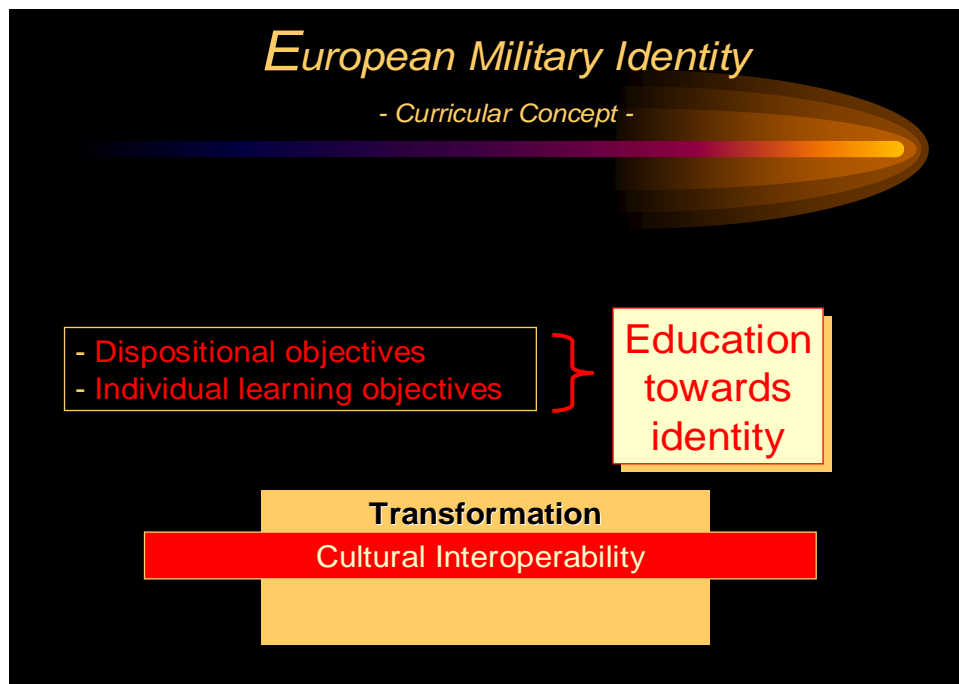 European Military Identity
- Curricular Concept -
- Dispositional objectives
- Individual learning objectives
Education
towards
identity
Transformation
Cultural Interoperability